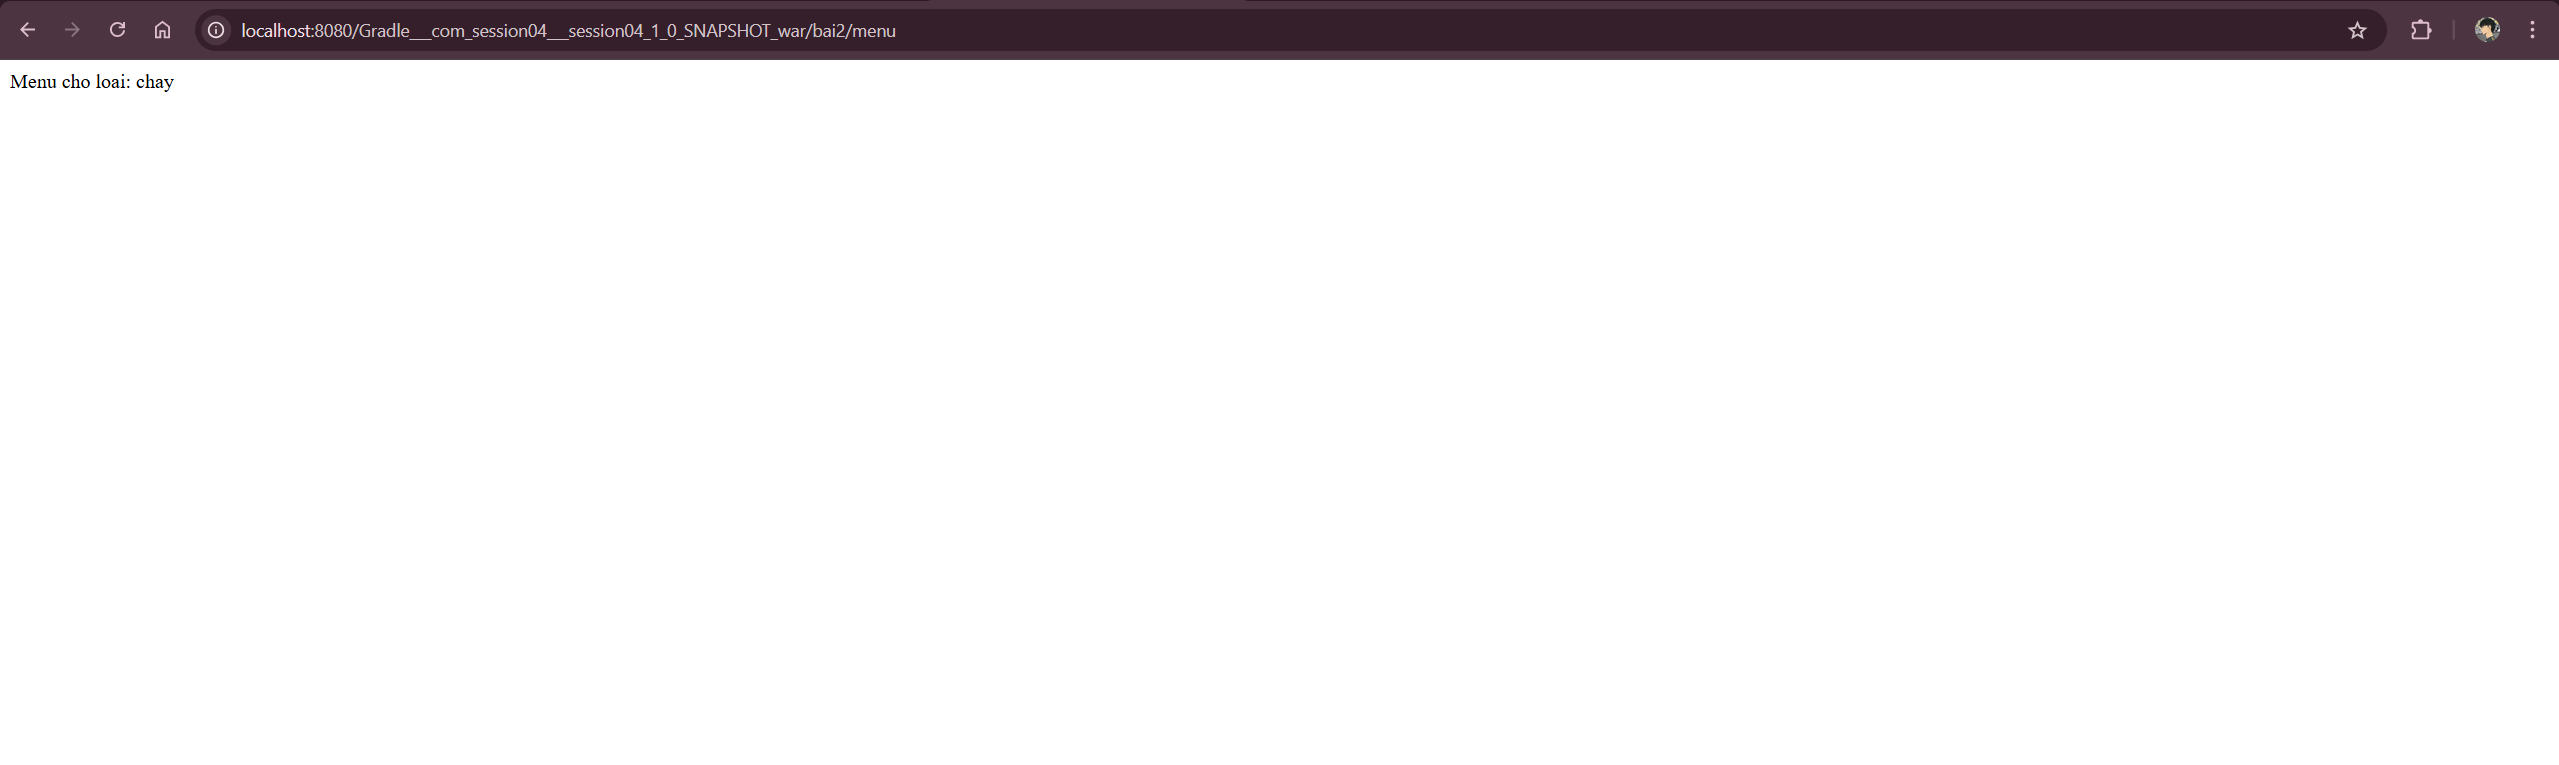 localhost:8080/Gradle___com_session04___session04_1_0_SNAPSHOT_war/bai2/menu
Menu cho loai: chay